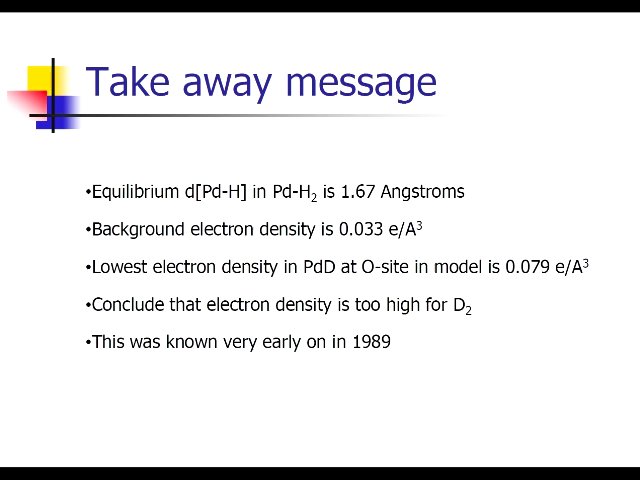 Take away message
•Equilibrium d[Pd-H] in Pd-H₂ is 1.67 Angstroms
•Background electron density is 0.033 e/A³
•Lowest electron density in PdD at O-site in model is 0.079 e/A³
•Conclude that electron density is too high for D₂
•This was known very early on in 1989